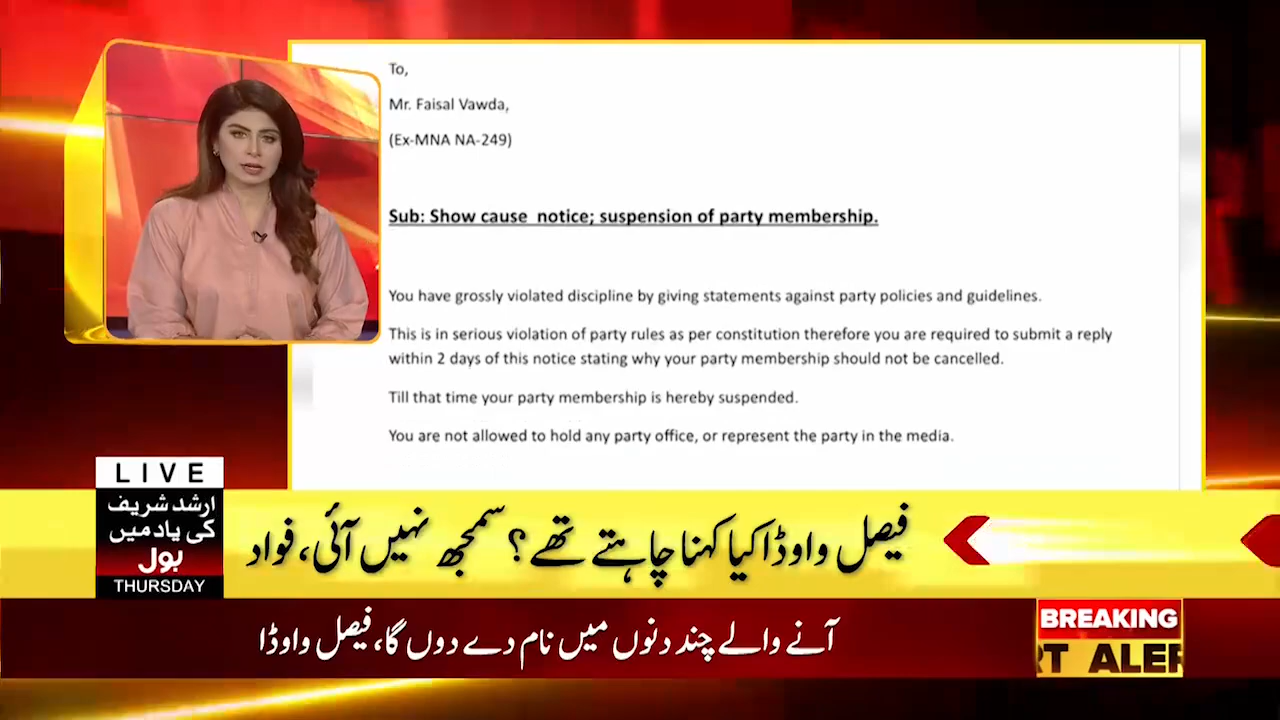 To,
Mr. Faisal Vawda,
(Ex-MNA NA-249)
Sub: Show cause notice; suspension of party membership.
You have grossly violated discipline by giving statements against party policies and guidelines.
This is in serious violation of party rules as per constitution therefore you are required to submit a reply
within 2 days of this notice stating why your party membership should not be cancelled.
Till that time your party membership is hereby suspended.
You are not allowed to hold any party office, or represent the party in the media.
LIVE
ارشد شریف
کی یاد میں
بول
THURSDAY
فیصل واوڈا کیا کہنا چاہتے تھے؟ سمجھ نہیں آئی، فواد
آنے والے چند دنوں میں نام دے دوں گا، فیصل واوڈا
BREAKING
RT ALER